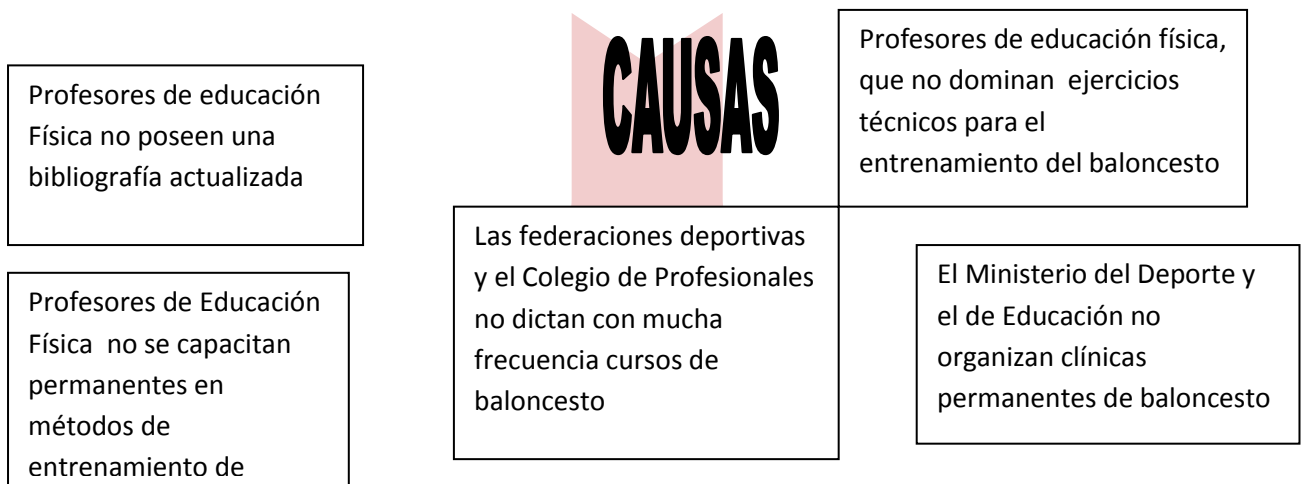 CAUSAS
Profesores de educación
Física no poseen una
bibliografía actualizada
Profesores de Educación
Física no se capacitan
permanentes en
métodos de
entrenamiento de
Las federaciones deportivas
y el Colegio de Profesionales
no dictan con mucha
frecuencia cursos de
baloncesto
Profesores de educación física,
que no dominan ejercicios
técnicos para el
entrenamiento del baloncesto
El Ministerio del Deporte y
el de Educación no
organizan clínicas
permanentes de baloncesto